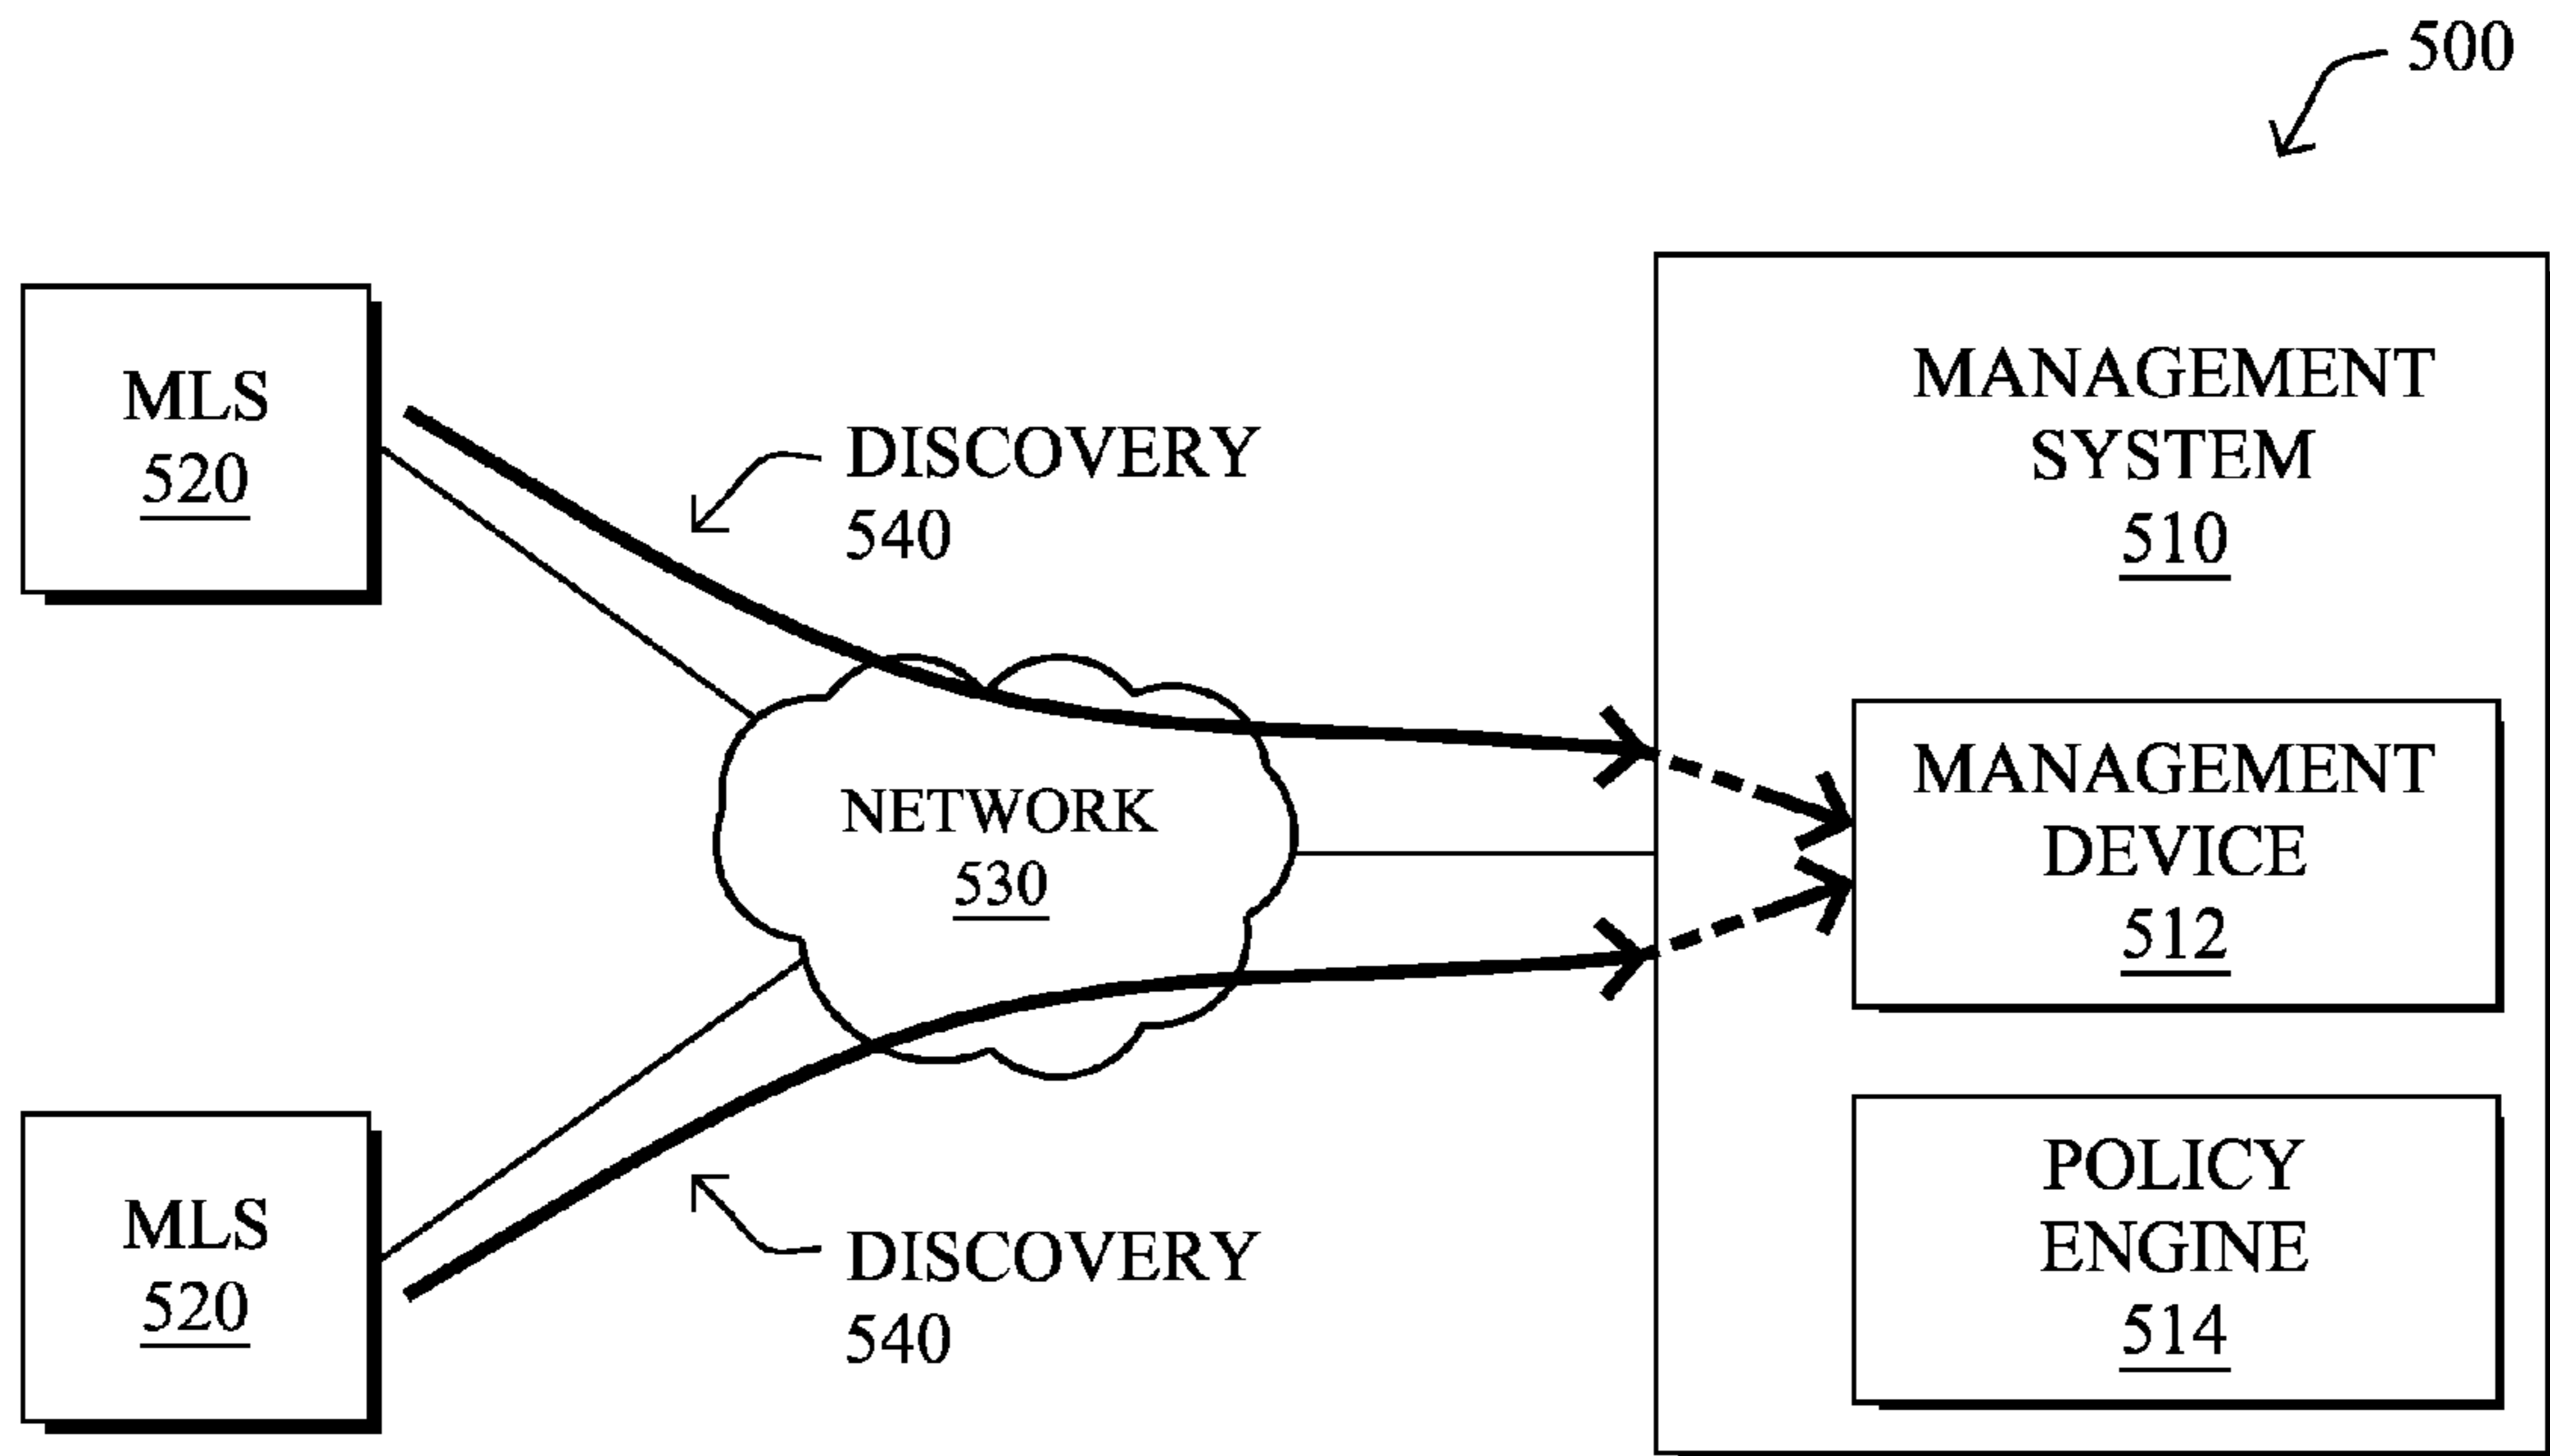 500
MLS
520
DISCOVERY
540
MANAGEMENT
SYSTEM
510
NETWORK
530
MANAGEMENT
DEVICE
512
MLS
520
DISCOVERY
540
POLICY
ENGINE
514